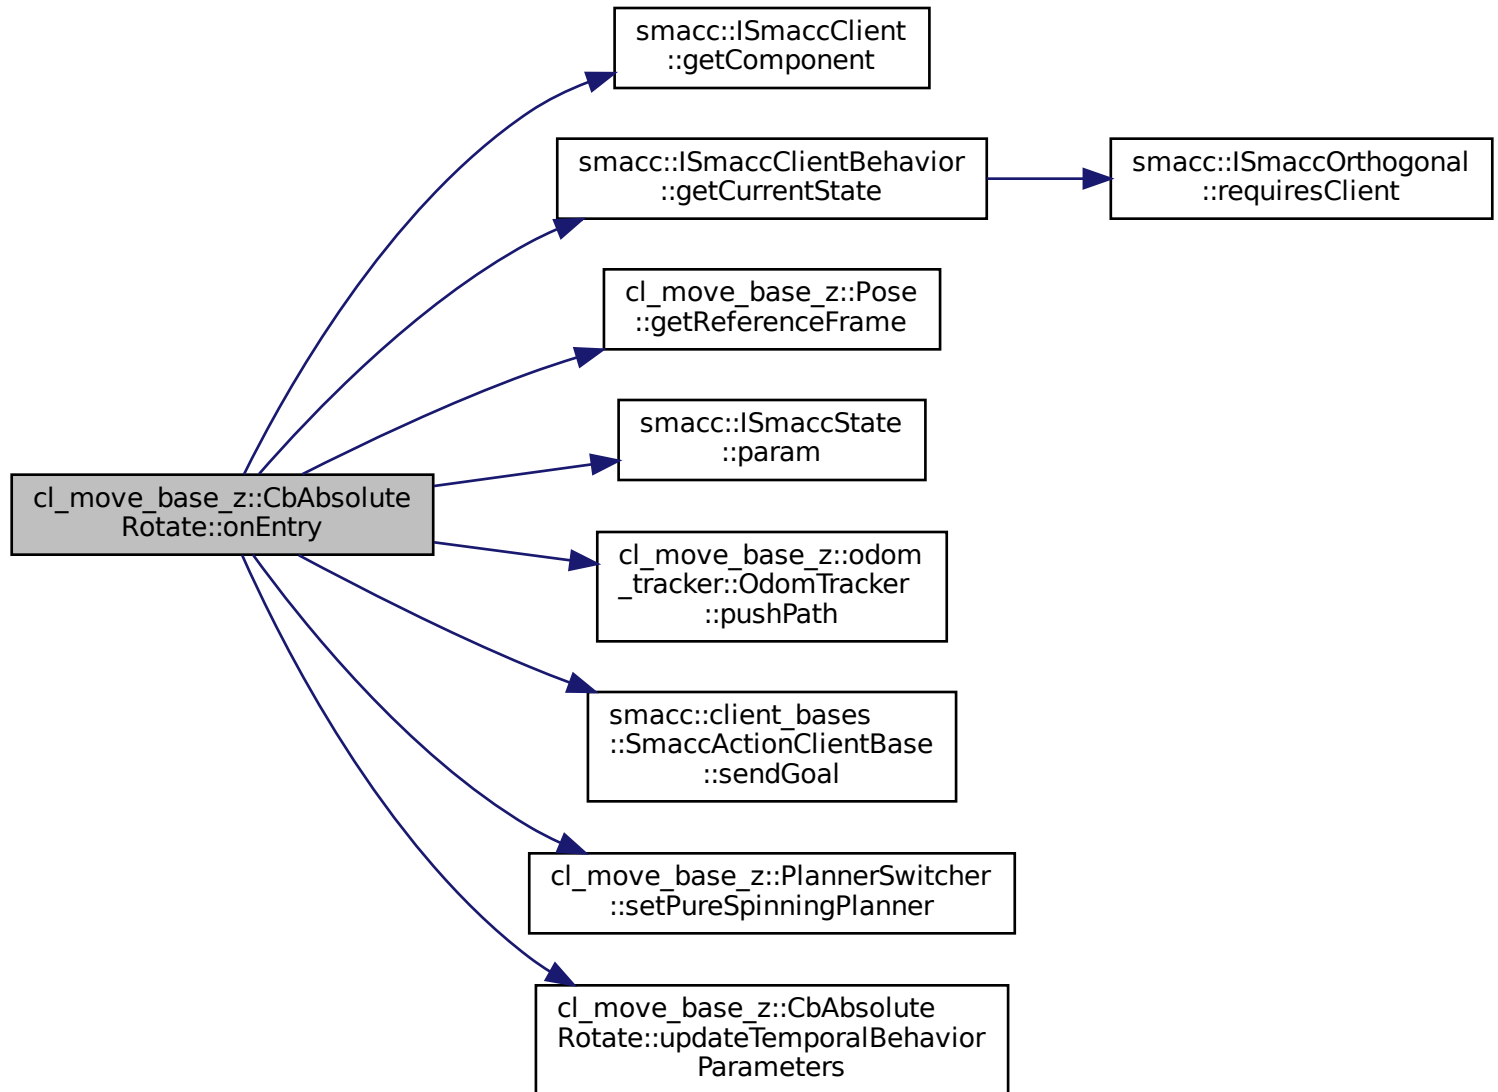 smacc::ISmaccClient
::getComponent
smacc::ISmaccClientBehavior
::getCurrentState
smacc::ISmaccOrthogonal
::requiresClient
cl_move_base_z::Pose
::getReferenceFrame
smacc::ISmaccState
::param
cl_move_base_z::CbAbsolute
Rotate::onEntry
cl_move_base_z::odom
_tracker::OdomTracker
::pushPath
smacc::client_bases
::SmaccActionClientBase
::sendGoal
cl_move_base_z::PlannerSwitcher
::setPureSpinningPlanner
cl_move_base_z::CbAbsolute
Rotate::updateTemporalBehavior
Parameters